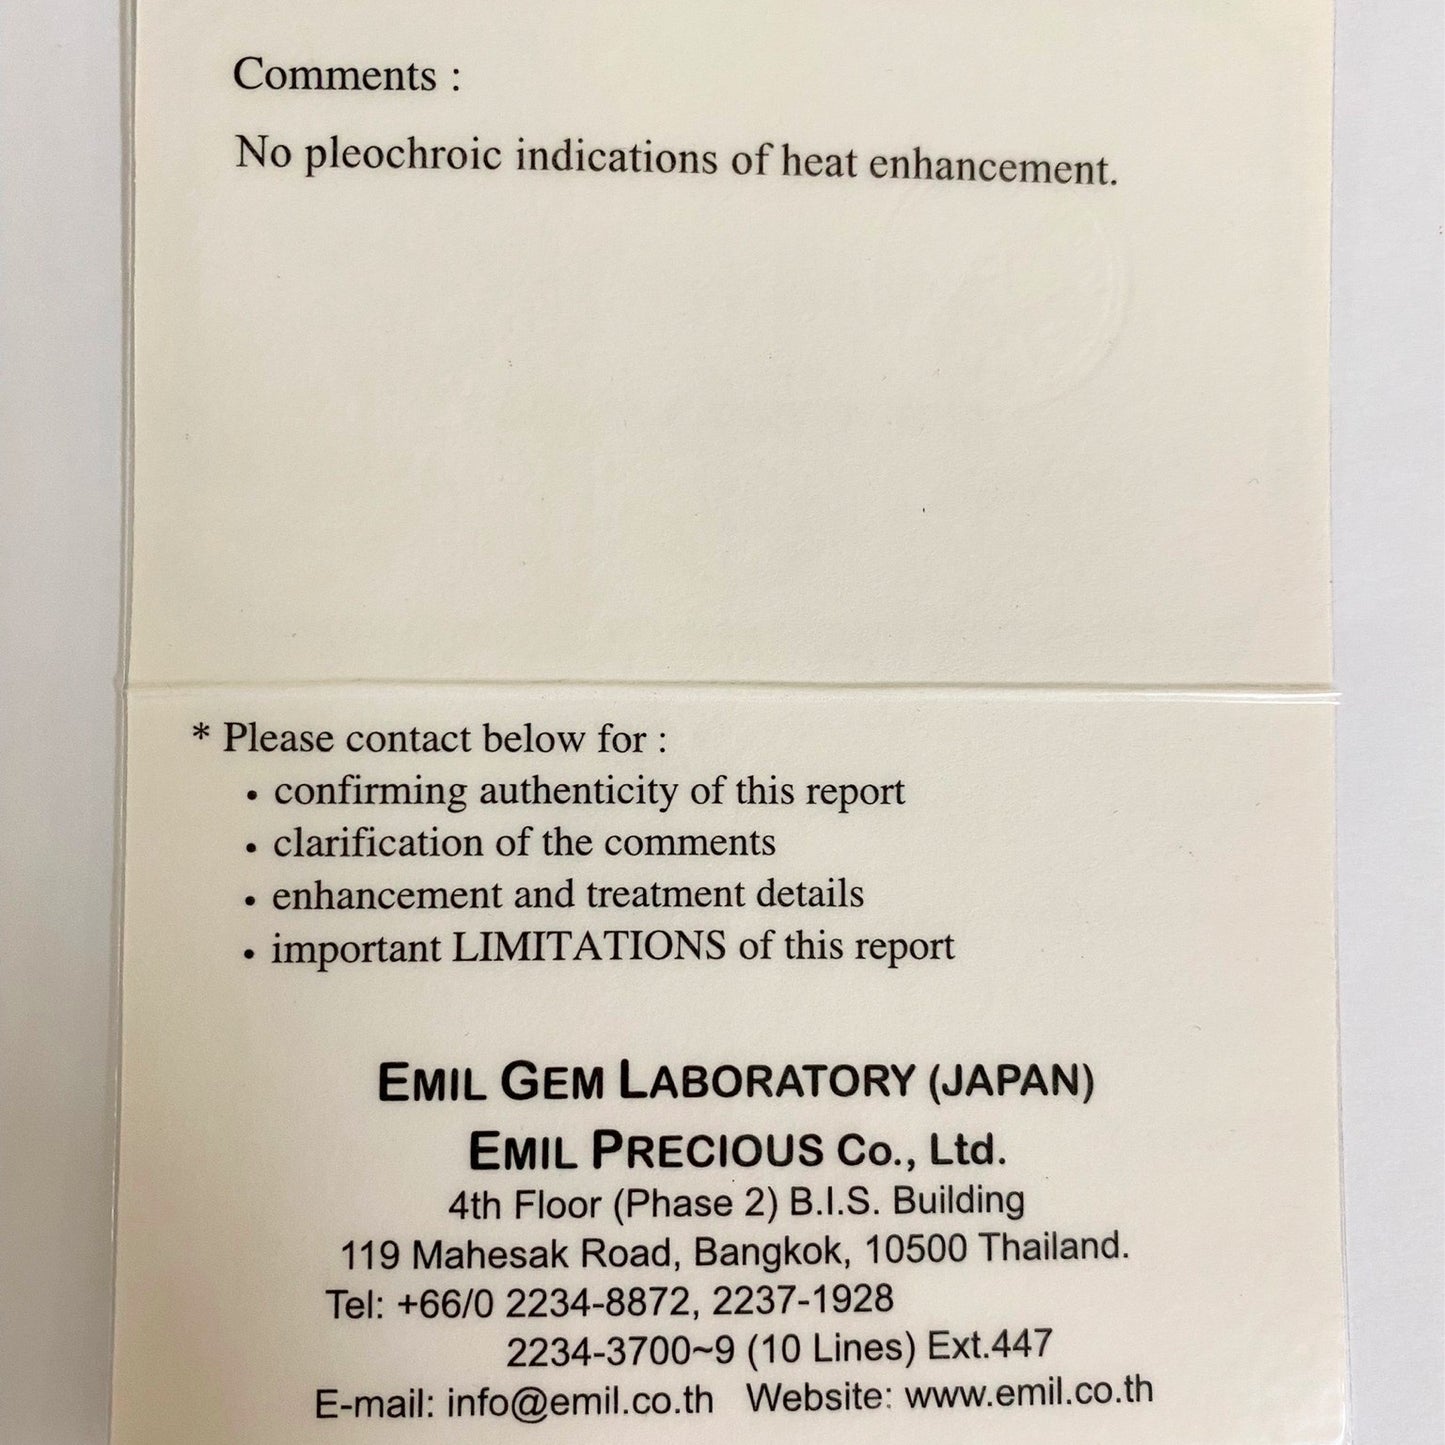 Comments :
No pleochroic indications of heat enhancement.
* Please contact below for :
• confirming authenticity of this report
• clarification of the comments
• enhancement and treatment details
• important LIMITATIONS of this report
EMIL GEM LABORATORY (JAPAN)
EMIL PRECIOUS Co., Ltd.
4th Floor (Phase 2) B.I.S. Building
119 Mahesak Road, Bangkok, 10500 Thailand.
Tel: +66/0 2234-8872, 2237-1928
2234-3700~9 (10 Lines) Ext.447
E-mail: info@emil.co.th Website: www.emil.co.th